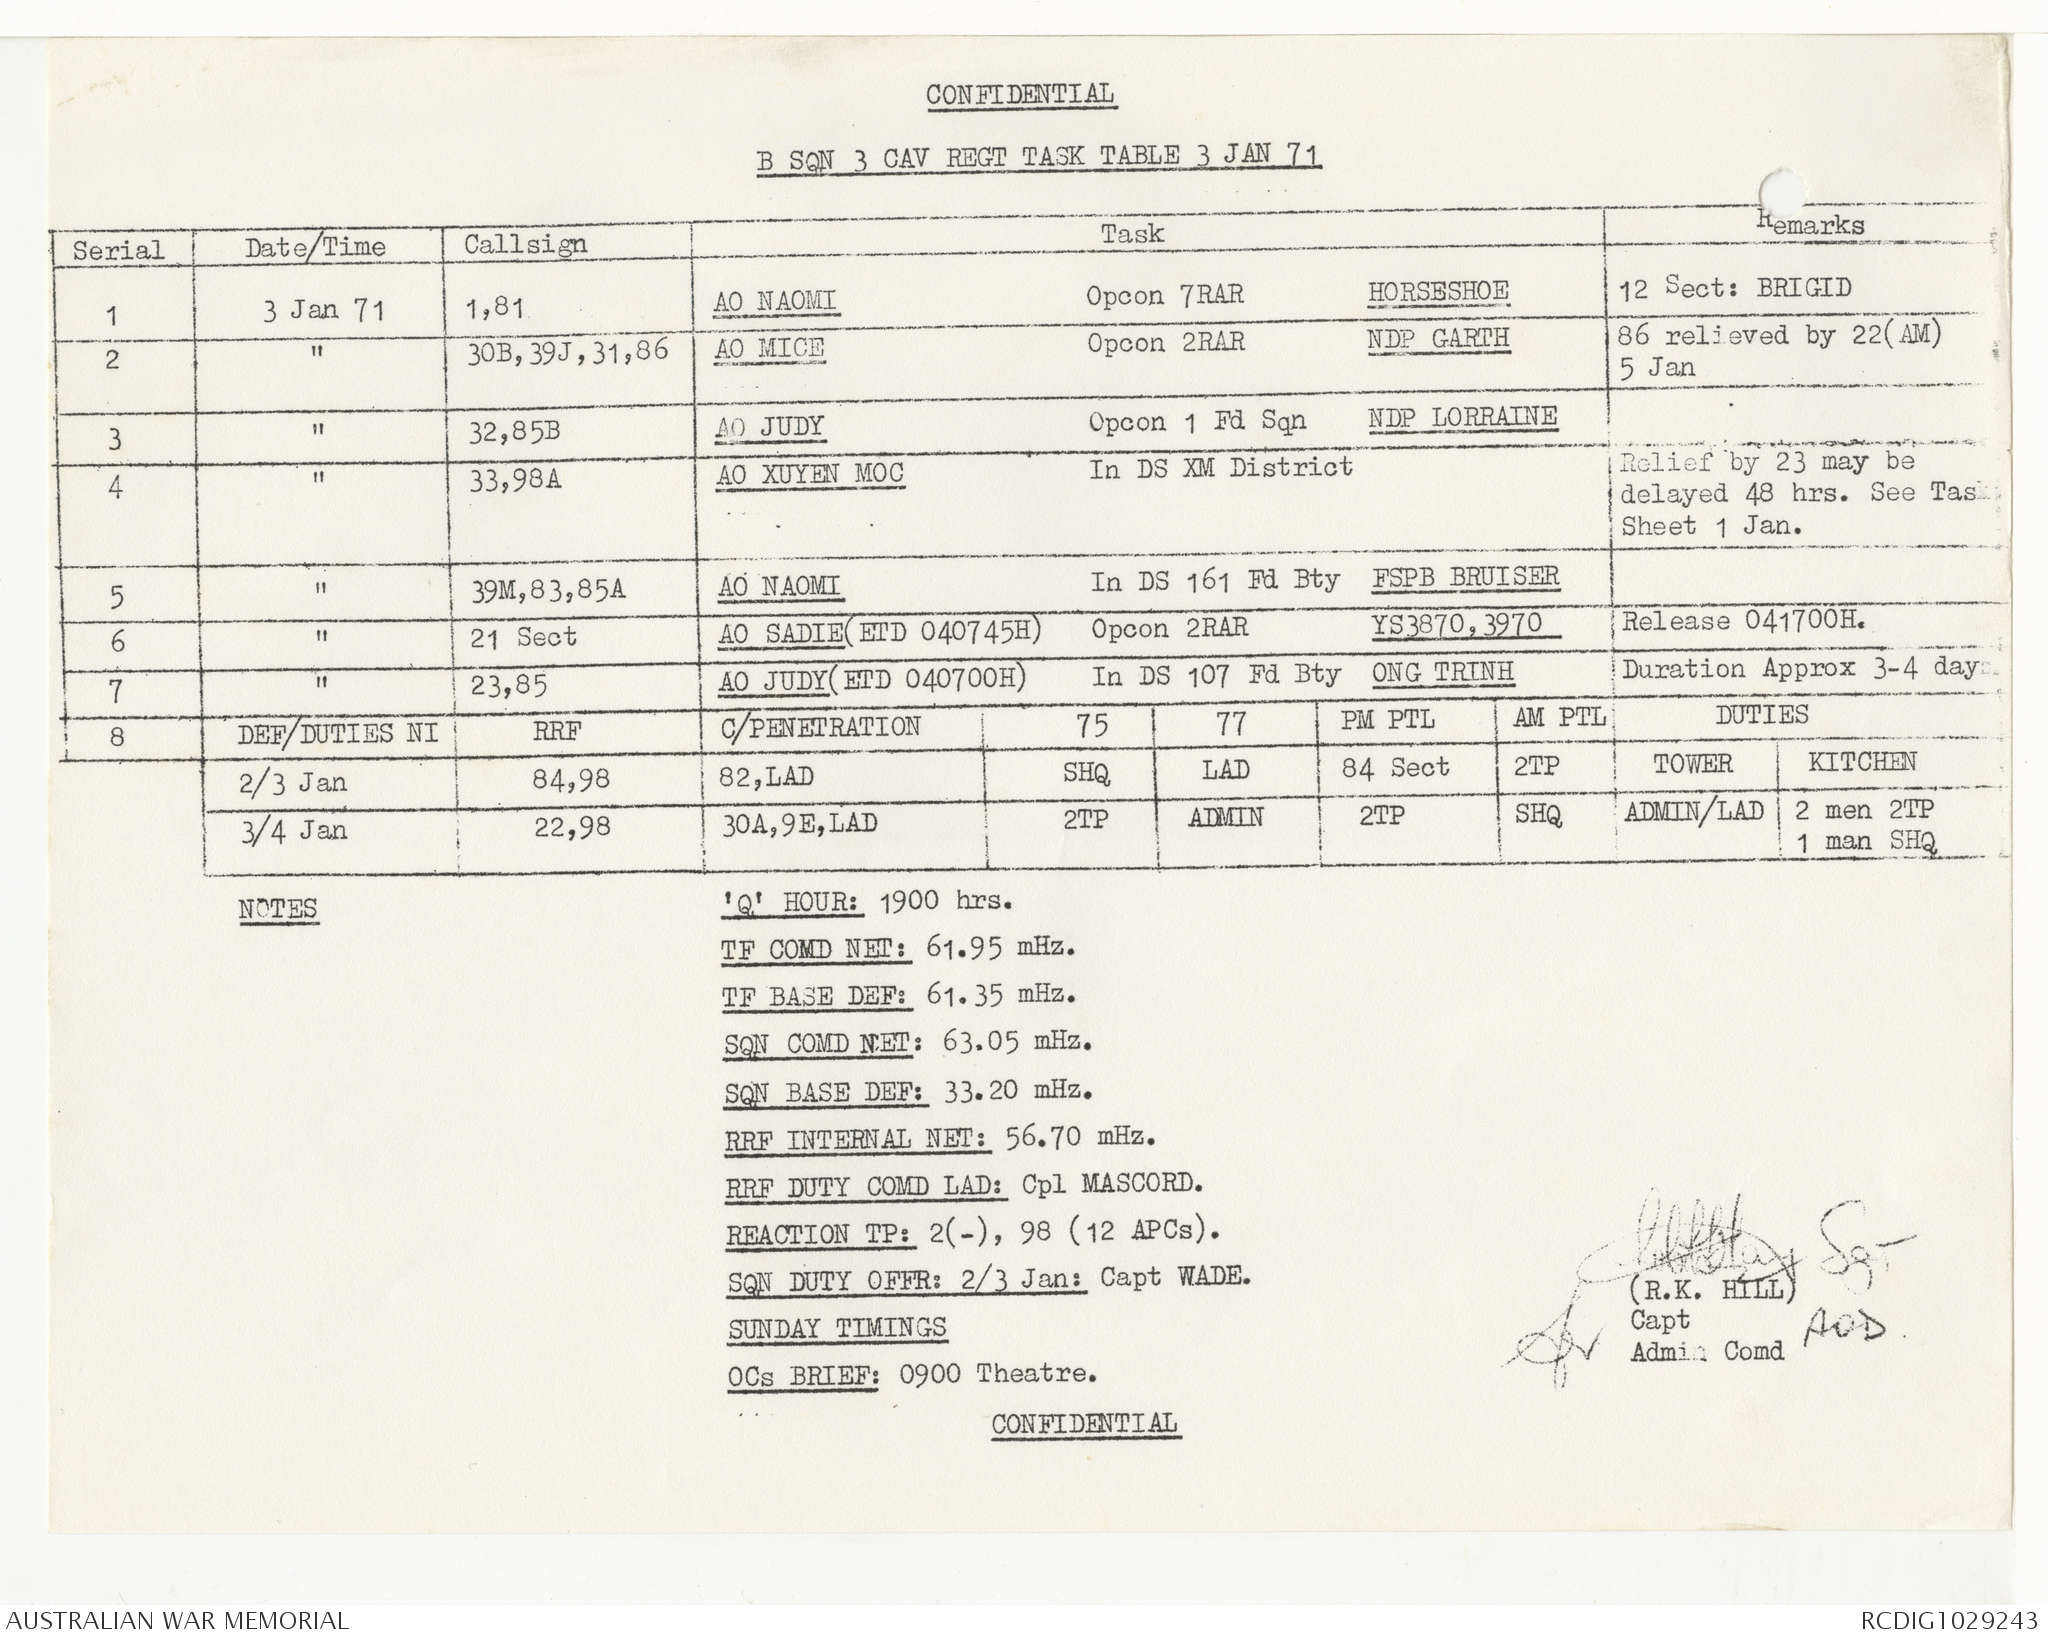 CONFIDENTIAL
B SQN 3 CAV REGT TASK TABLE 3 JAN 71
Serial Date/Time Callsign Task Remarks
1 3 Jan 71 1,81 AO NAOMI Opcon 7RAR HORSESHOE 12 Sect: BRIGID
2 " 30B,39J,31,86 AO MICE Opcon 2RAR NDP GARTH 86 relieved by 22(AM)
5 Jan
3 " 32,85B AO JUDY Opcon 1 Fd Sqn NDP LORRAINE
4 " 33,98A AO XUYEN MOC In DS XM District Relief by 23 may be
delayed 48 hrs. See Task
Sheet 1 Jan.
5 " 39M,83,85A AO NAOMI In DS 161 Fd Bty FSPB BRUISER
6 " 21 Sect AO SADIE(ETD 040745H) Opcon 2RAR YS3870,3970 Release 041700H.
7 " 23,85 AO JUDY(ETD 040700H) In DS 107 Fd Bty ONG TRINH Duration Approx 3-4 days.
8 DEF/DUTIES NI RRF C/PENETRATION 75 77 PM PTL AM PTL DUTIES
2/3 Jan 84,98 82,LAD SHQ LAD 84 Sect 2TP TOWER KITCHEN
3/4 Jan 22,98 30A,9E,LAD 2TP ADMIN 2TP SHQ ADMIN/LAD 2 men 2TP
1 man SHQ
NOTES 'Q' HOUR: 1900 hrs.
TF COMD NET: 61.95 mHz.
TF BASE DEF: 61.35 mHz.
SQN COMD NET: 63.05 mHz.
SQN BASE DEF: 33.20 mHz.
RRF INTERNAL NET: 56.70 mHz.
RRF DUTY COMD LAD: Cpl MASCORD.
REACTION TP: 2(-), 98 (12 APCs).
SQN DUTY OFFR: 2/3 Jan: Capt WADE.
SUNDAY TIMINGS
OCs BRIEF: 0900 Theatre.
Sgt
(R.K. HILL)
Capt
Admin Comd AOD
for
CONFIDENTIAL
AUSTRALIAN WAR MEMORIAL RCDIG1029243